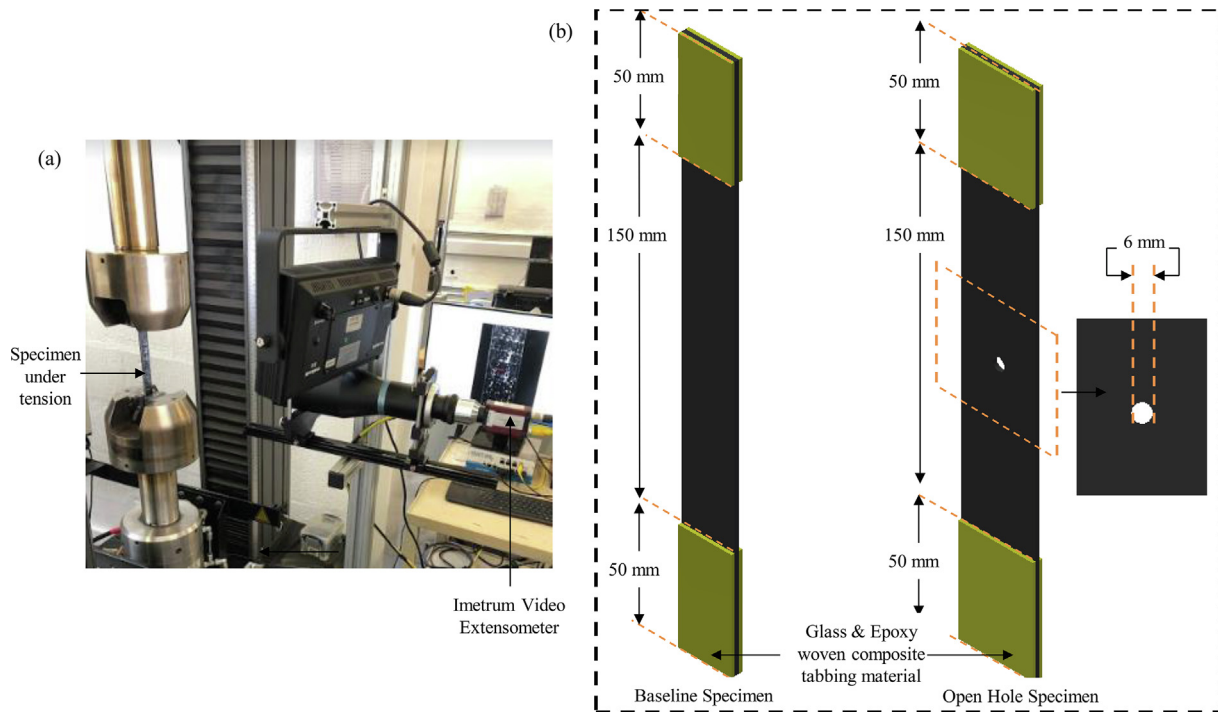 (a)
Specimen
under
tension
Imetrum Video
Extensometer
(b)
50 mm
150 mm
50 mm
Baseline Specimen
50 mm
150 mm
50 mm
6 mm
Glass & Epoxy
woven composite
tabbing material
Open Hole Specimen